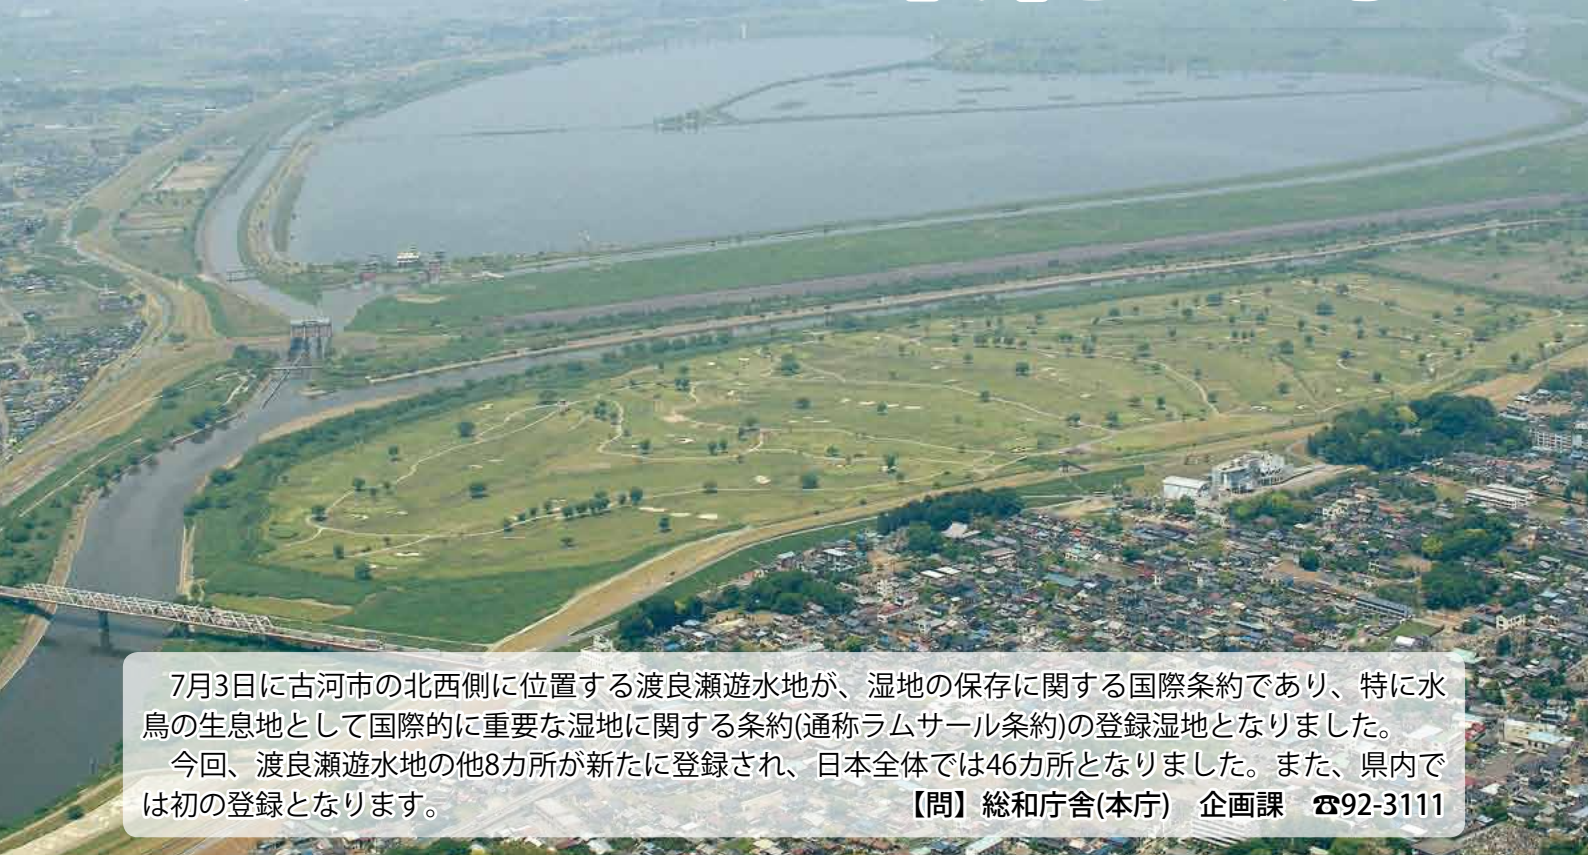 7月3日に古河市の北西側に位置する渡良瀬遊水地が、湿地の保存に関する国際条約であり、特に水
鳥の生息地として国際的に重要な湿地に関する条約(通称ラムサール条約)の登録湿地となりました。
今回、渡良瀬遊水地の他8カ所が新たに登録され、日本全体では46カ所となりました。また、県内で
は初の登録となります。 【問】総和庁舎(本庁) 企画課 ☎92-3111